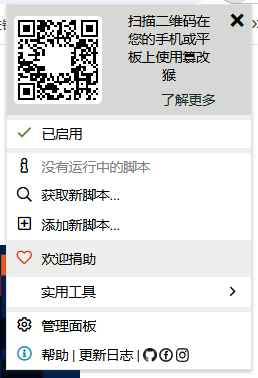 扫描二维码在
您的手机或平
板上使用篡改
猴
了解更多
已启用
没有运行中的脚本
获取新脚本...
添加新脚本...
欢迎捐助
实用工具
管理面板
帮助 | 更新日志 |